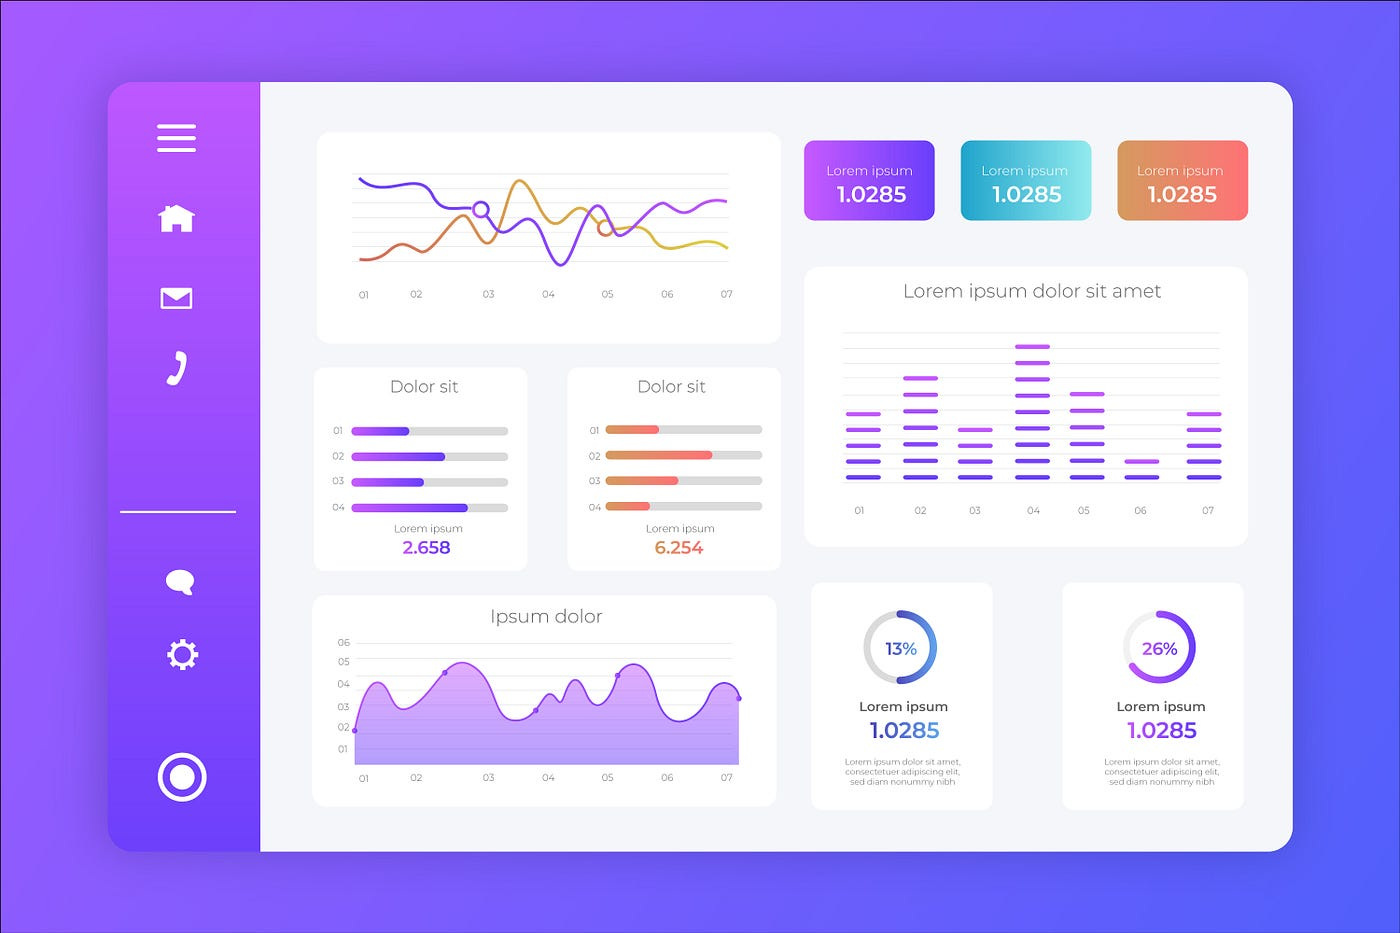 01 02 03 04 05 06 07
Lorem ipsum
1.0285
Lorem ipsum
1.0285
Lorem ipsum
1.0285
Lorem ipsum dolor sit amet
01 02 03 04 05 06 07
Dolor sit
01
02
03
04
Lorem ipsum
2.658
Dolor sit
01
02
03
04
Lorem ipsum
6.254
Ipsum dolor
06
05
04
03
02
01
01 02 03 04 05 06 07
13%
Lorem ipsum
1.0285
Lorem ipsum dolor sit amet,
consectetuer adipiscing elit,
sed diam nonummy nibh
26%
Lorem ipsum
1.0285
Lorem ipsum dolor sit amet,
consectetuer adipiscing elit,
sed diam nonummy nibh